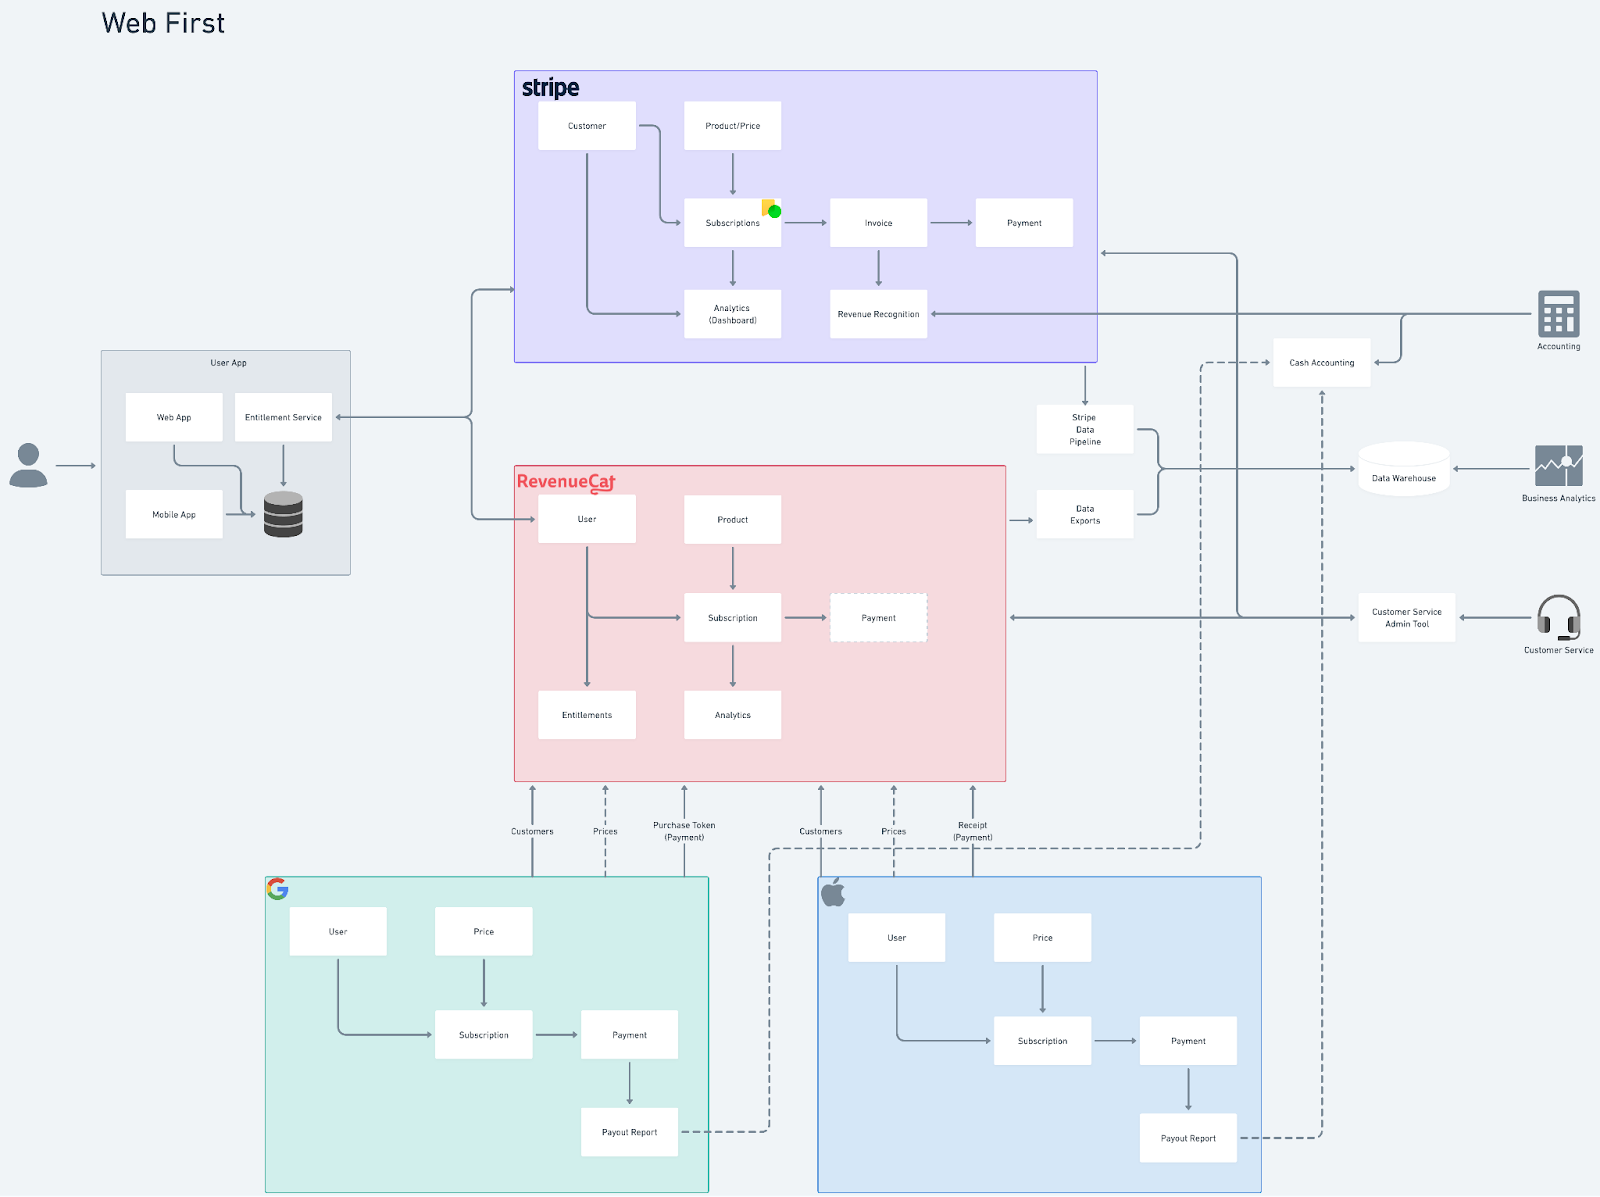 Web First
stripe
Customer
Product/Price
Subscriptions
Invoice
Payment
Analytics
(Dashboard)
Revenue Recognition
Accounting
Cash Accounting
User App
Web App
Entitlement Service
Mobile App
Stripe
Data
Pipeline
Data
Exports
Data Warehouse
Business Analytics
RevenueCat
User
Product
Subscription
Payment
Entitlements
Analytics
Customer Service
Admin Tool
Customer Service
Customers
Prices
Purchase Token
(Payment)
Customers
Prices
Receipt
(Payment)
G
User
Price
Subscription
Payment
Payout Report
User
Price
Subscription
Payment
Payout Report